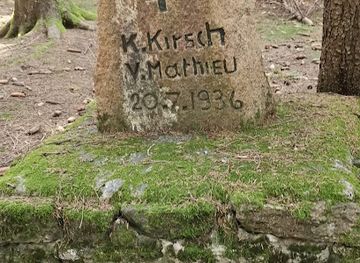 K. Kirsch
V. Mathieu
20.7.1936